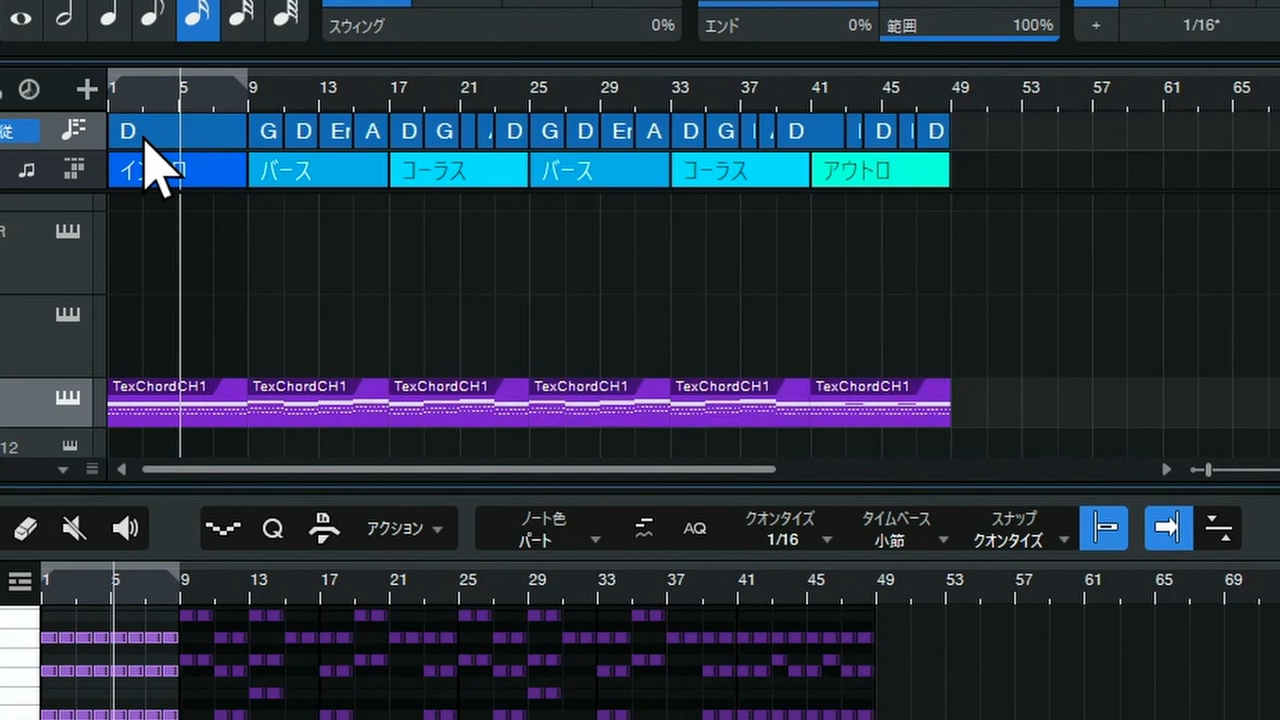 スウィング 0% エンド 0% 範囲 100% + 1/16*
1 5 9 13 17 21 25 29 33 37 41 45 49 53 57 61 65
従 D G D A D G D G D A D G D D D
バース コーラス バース コーラス アウトロ
TexChordCH1 TexChordCH1 TexChordCH1 TexChordCH1 TexChordCH1 TexChordCH1
12
アクション ノート色 AQ クオンタイズ タイムベース スナップ
パート 1/16 小節 クオンタイズ
1 5 9 13 17 21 25 29 33 37 41 45 49 53 57 61 65 69